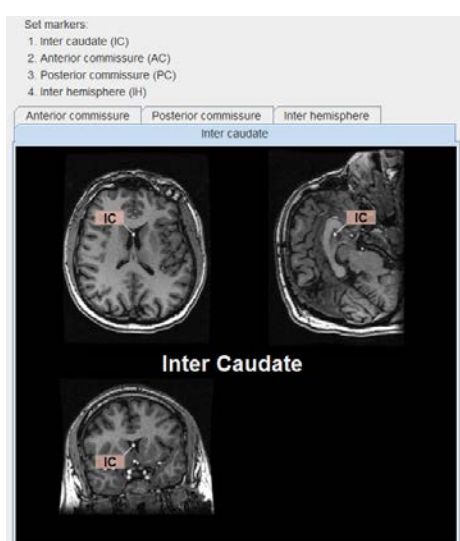 Set markers:
1. Inter caudate (IC)
2. Anterior commissure (AC)
3. Posterior commissure (PC)
4. Inter hemisphere (IH)
Anterior commissure Posterior commissure Inter hemisphere
Inter caudate
IC
IC
Inter Caudate
IC